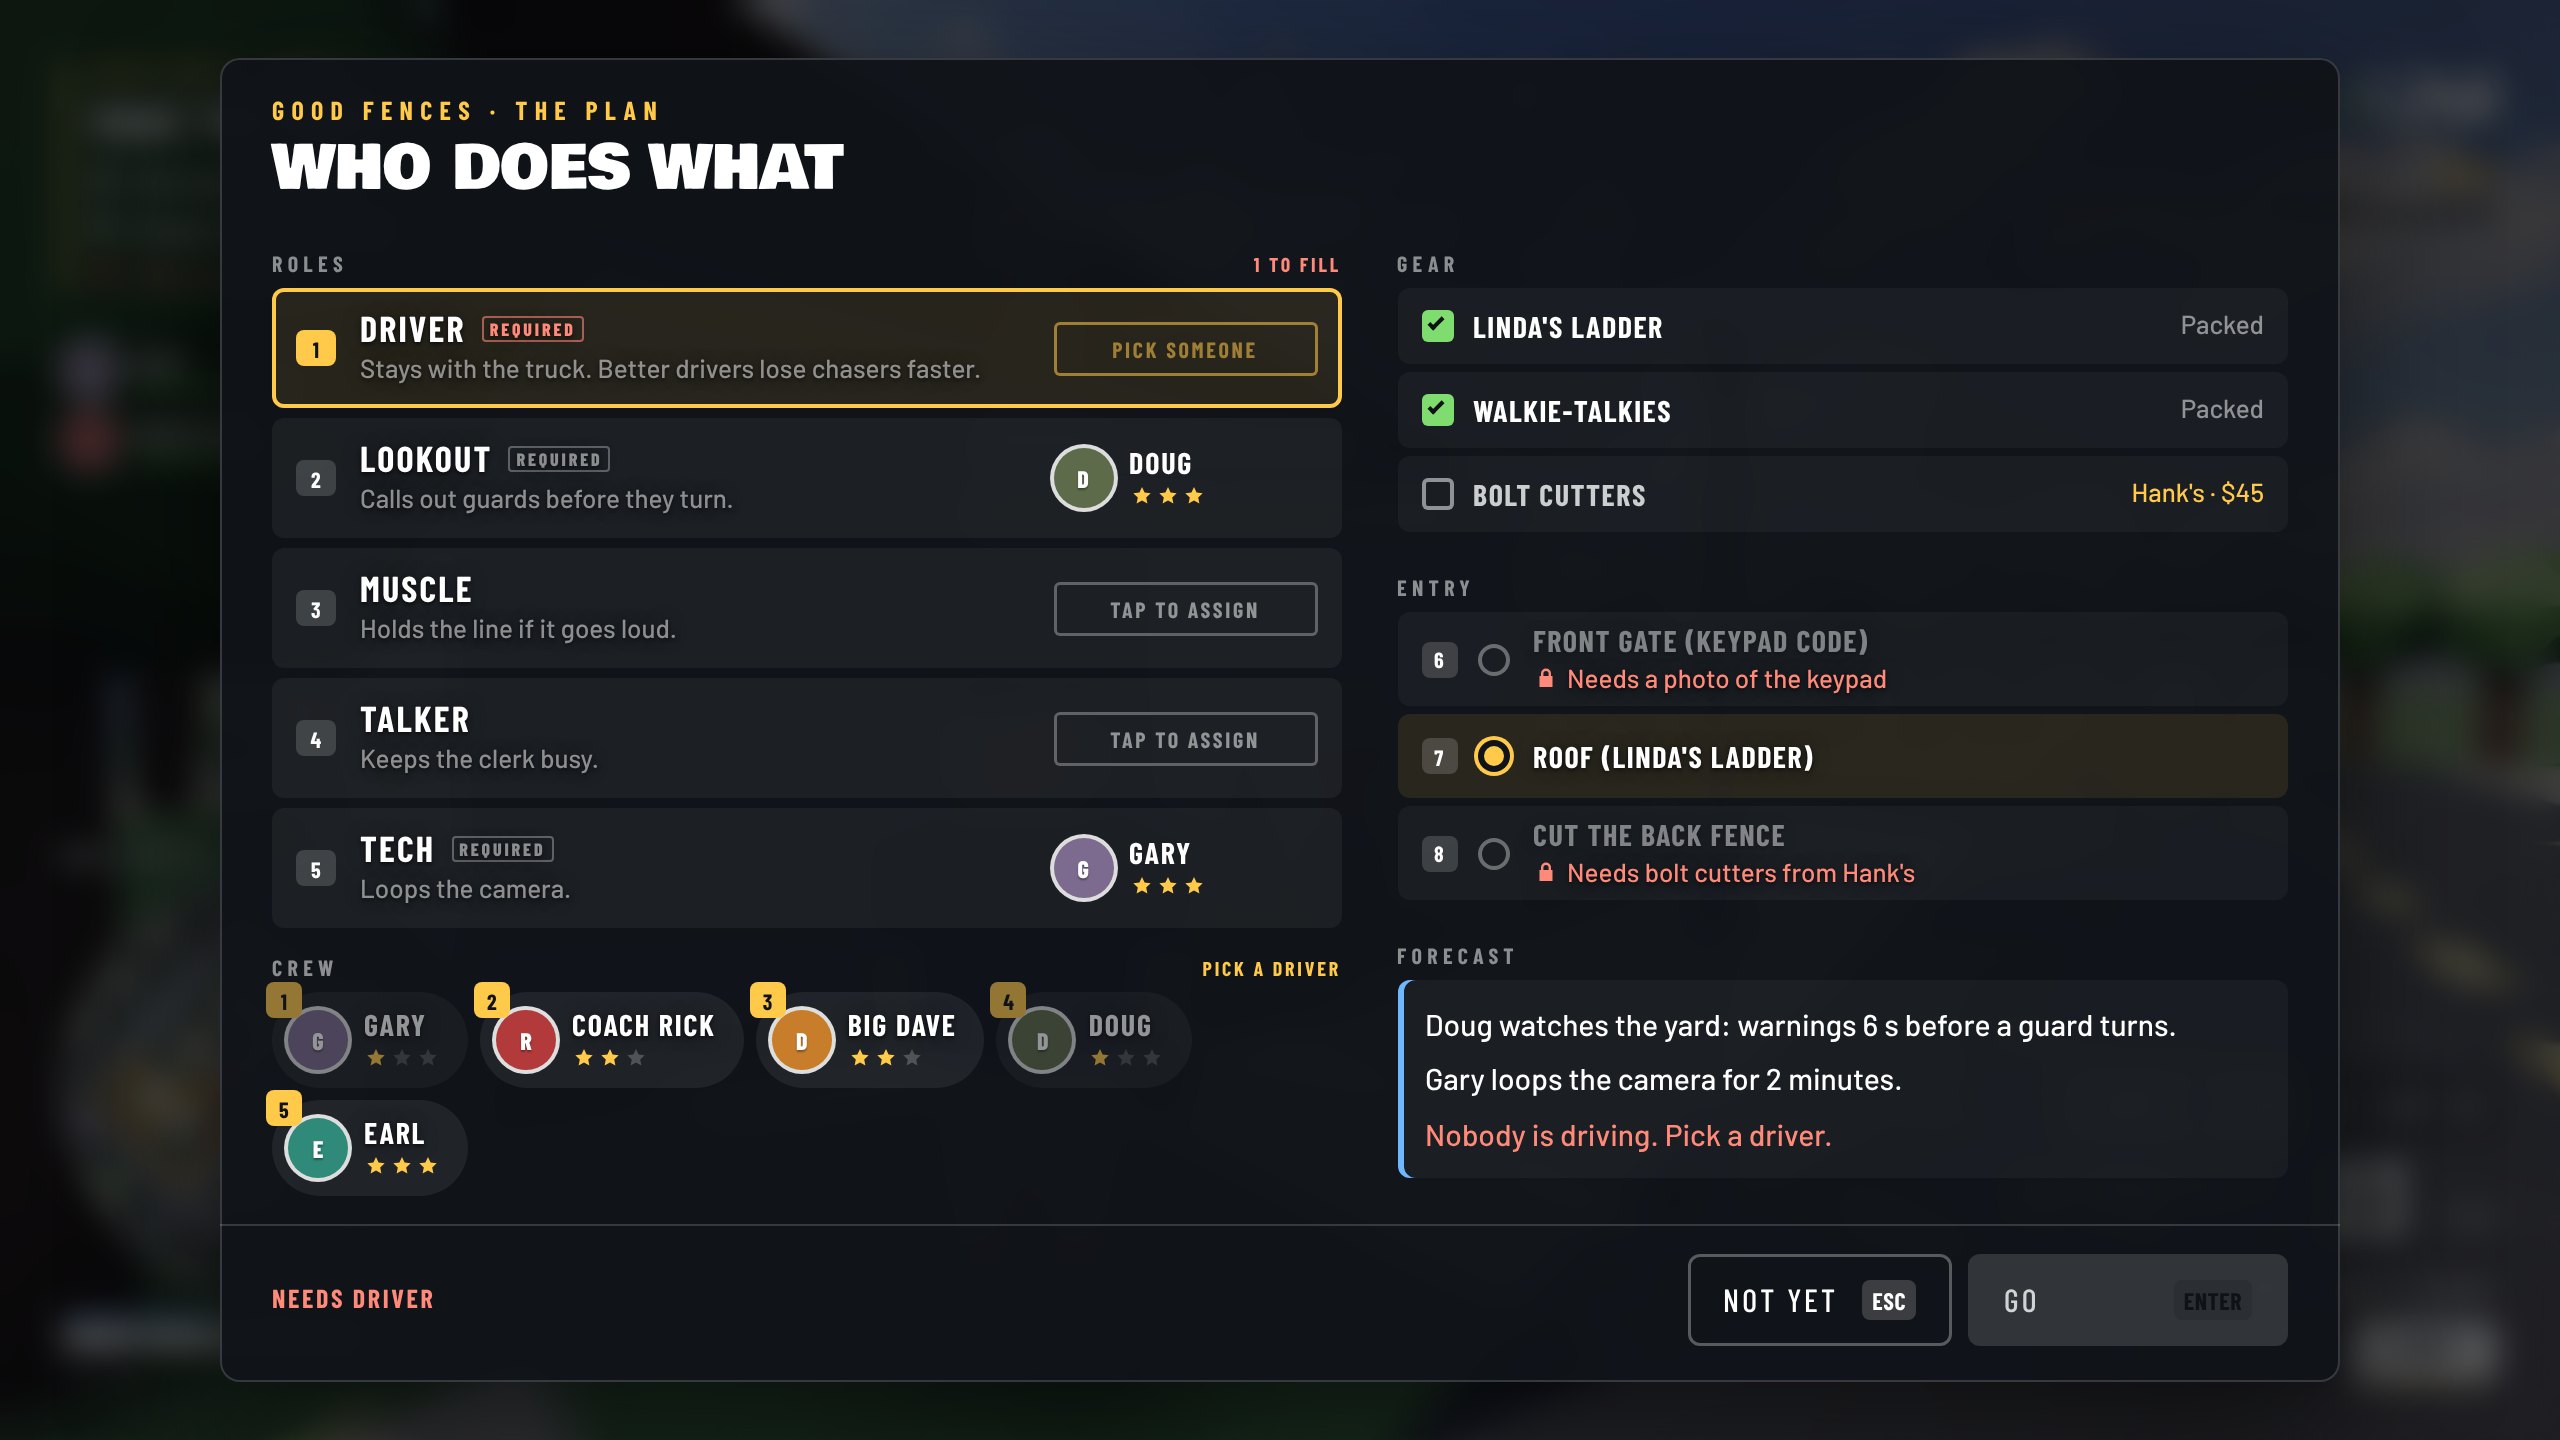 GOOD FENCES · THE PLAN
WHO DOES WHAT
ROLES
1 TO FILL
1
DRIVER
REQUIRED
Stays with the truck. Better drivers lose chasers faster.
PICK SOMEONE
2
LOOKOUT
REQUIRED
Calls out guards before they turn.
D
DOUG
3
MUSCLE
Holds the line if it goes loud.
TAP TO ASSIGN
4
TALKER
Keeps the clerk busy.
TAP TO ASSIGN
5
TECH
REQUIRED
Loops the camera.
G
GARY
CREW
PICK A DRIVER
1
G
GARY
2
R
COACH RICK
3
D
BIG DAVE
4
D
DOUG
5
E
EARL
GEAR
LINDA'S LADDER
Packed
WALKIE-TALKIES
Packed
BOLT CUTTERS
Hank's · $45
ENTRY
6
FRONT GATE (KEYPAD CODE)
Needs a photo of the keypad
7
ROOF (LINDA'S LADDER)
8
CUT THE BACK FENCE
Needs bolt cutters from Hank's
FORECAST
Doug watches the yard: warnings 6 s before a guard turns.
Gary loops the camera for 2 minutes.
Nobody is driving. Pick a driver.
NEEDS DRIVER
NOT YET
ESC
GO
ENTER